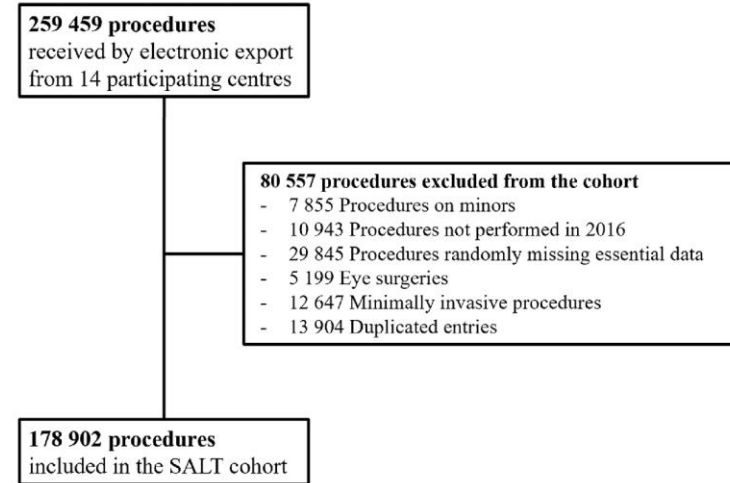 259 459 procedures
received by electronic export
from 14 participating centres
80 557 procedures excluded from the cohort
- 7 855 Procedures on minors
- 10 943 Procedures not performed in 2016
- 29 845 Procedures randomly missing essential data
- 5 199 Eye surgeries
- 12 647 Minimally invasive procedures
- 13 904 Duplicated entries
178 902 procedures
included in the SALT cohort